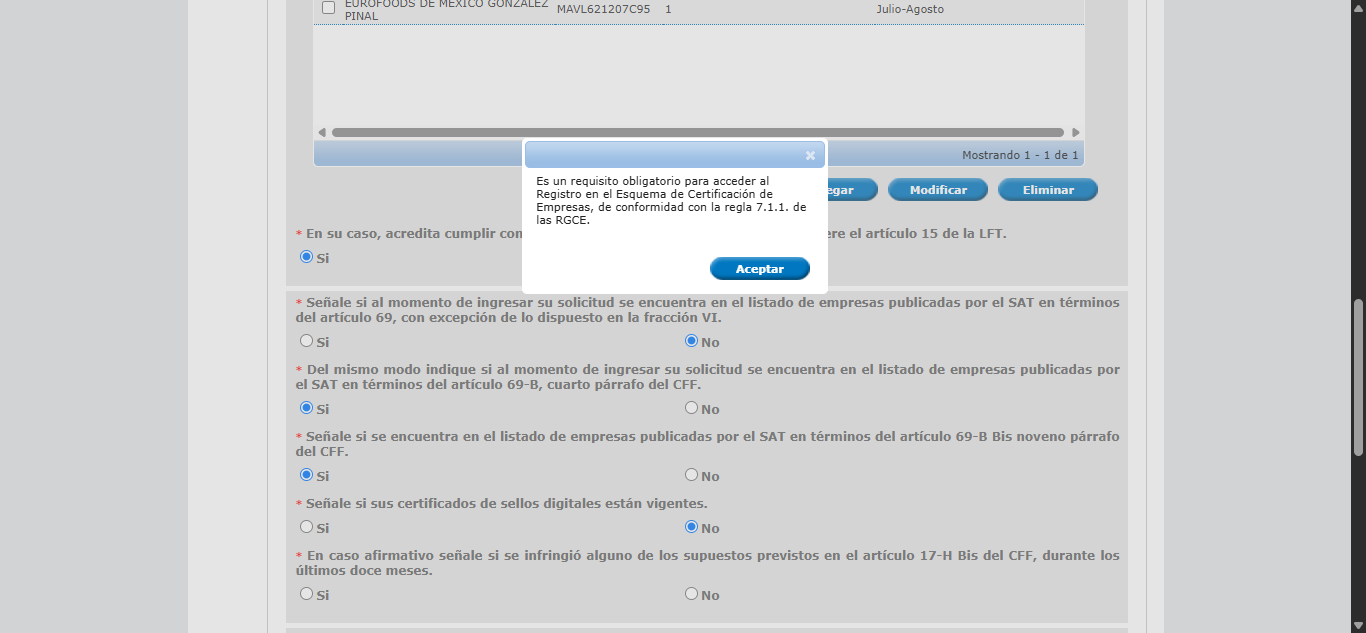 EUROFOODS DE MEXICO GONZALEZ
PINAL
MAVL621207C95
1
Julio-Agosto
Mostrando 1 - 1 de 1
Es un requisito obligatorio para acceder al
Registro en el Esquema de Certificación de
Empresas, de conformidad con la regla 7.1.1. de
las RGCE.
Aceptar
egar
Modificar
Eliminar
* En su caso, acredita cumplir con
ere el artículo 15 de la LFT.
Si
* Señale si al momento de ingresar su solicitud se encuentra en el listado de empresas publicadas por el SAT en términos
del artículo 69, con excepción de lo dispuesto en la fracción VI.
Si No
* Del mismo modo indique si al momento de ingresar su solicitud se encuentra en el listado de empresas publicadas por
el SAT en términos del artículo 69-B, cuarto párrafo del CFF.
Si No
* Señale si se encuentra en el listado de empresas publicadas por el SAT en términos del artículo 69-B Bis noveno párrafo
del CFF.
Si No
* Señale si sus certificados de sellos digitales están vigentes.
Si No
* En caso afirmativo señale si se infringió alguno de los supuestos previstos en el artículo 17-H Bis del CFF, durante los
últimos doce meses.
Si No